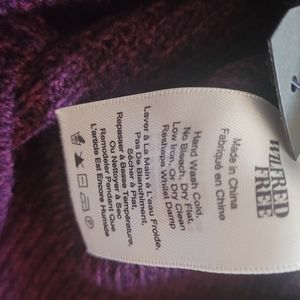 WILFRED
FREE
Made in China
Fabriqué en Chine
Hand Wash Cold,
No Bleach, Dry Flat,
Low Iron, Or Dry Clean
Reshape Whilst Damp
Laver à La Main à L'eau Froide,
Pas De Blanchiment,
Sécher à Plat,
Repasser à Basse Température,
Ou Nettoyer à Sec
Remodeler Pendant Que
L'article Est Encore Humide